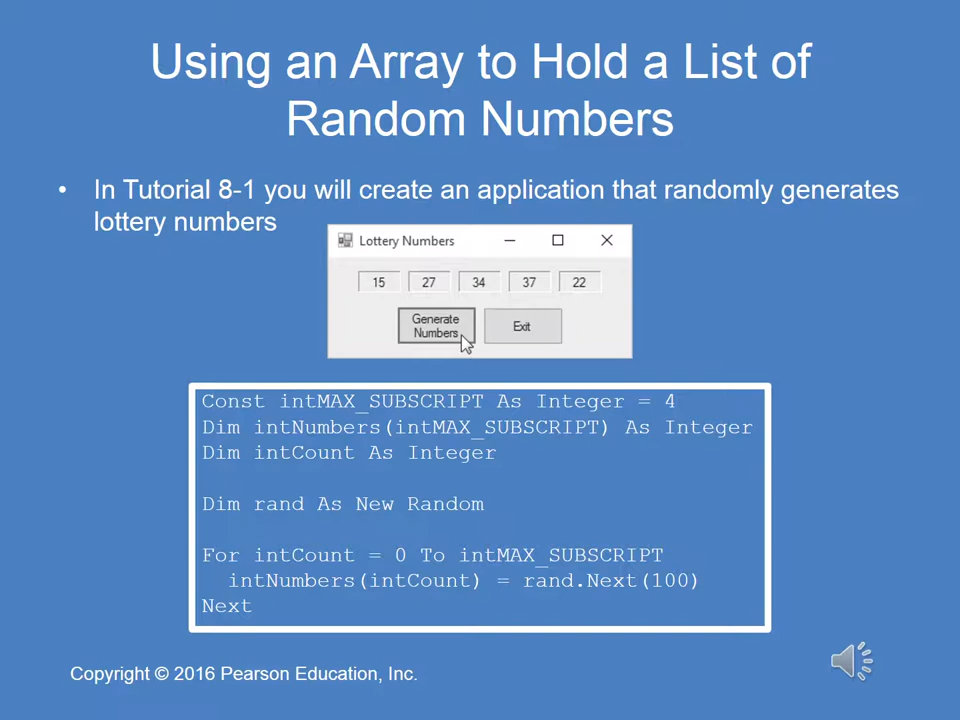 Using an Array to Hold a List of
Random Numbers
• In Tutorial 8-1 you will create an application that randomly generates
lottery numbers
Lottery Numbers
15 27 34 37 22
Generate
Numbers
Exit
Const intMAX_SUBSCRIPT As Integer = 4
Dim intNumbers(intMAX_SUBSCRIPT) As Integer
Dim intCount As Integer
Dim rand As New Random
For intCount = 0 To intMAX_SUBSCRIPT
  intNumbers(intCount) = rand.Next(100)
Next
Copyright © 2016 Pearson Education, Inc.